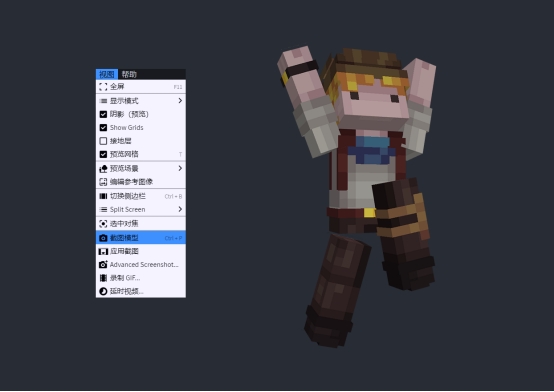 视图 帮助
全屏 F11
显示模式
阴影（预览）
Show Grids
接地层
预览网格 T
预览场景
编辑参考图像
切换侧边栏 Ctrl + B
Split Screen
选中对焦
截图模型 Ctrl + P
应用截图
Advanced Screenshot...
录制 GIF...
延时视频...